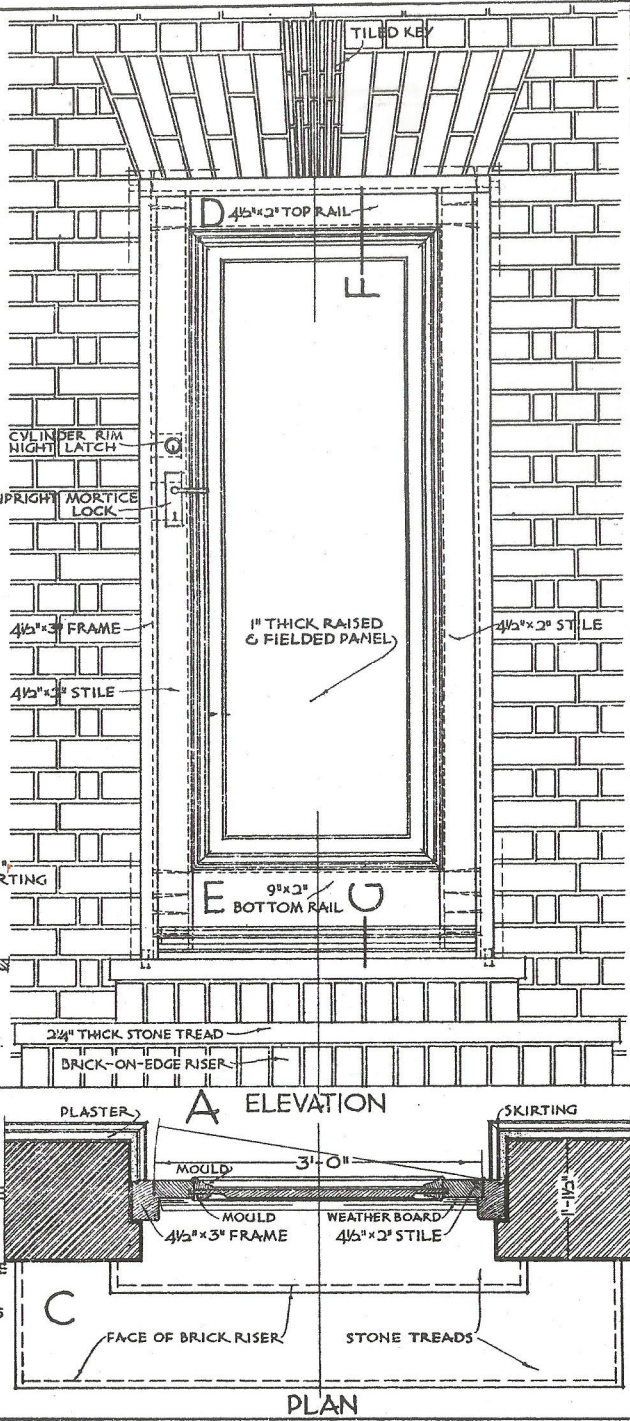 TILED KEY
D 4½"×2" TOP RAIL
F
CYLINDER RIM
NIGHT LATCH
UPRIGHT MORTICE
LOCK
4½"×3" FRAME
1" THICK RAISED
& FIELDED PANEL
4½"×2" STILE
4½"×2" STILE
E 9"×2" G
BOTTOM RAIL
2¼" THICK STONE TREAD
BRICK-ON-EDGE RISER
A ELEVATION
PLASTER
SKIRTING
3'-0"
MOULD
1'-1½"
MOULD
WEATHER BOARD
4½"×3" FRAME
4½"×2" STILE
C
FACE OF BRICK RISER
STONE TREADS
PLAN